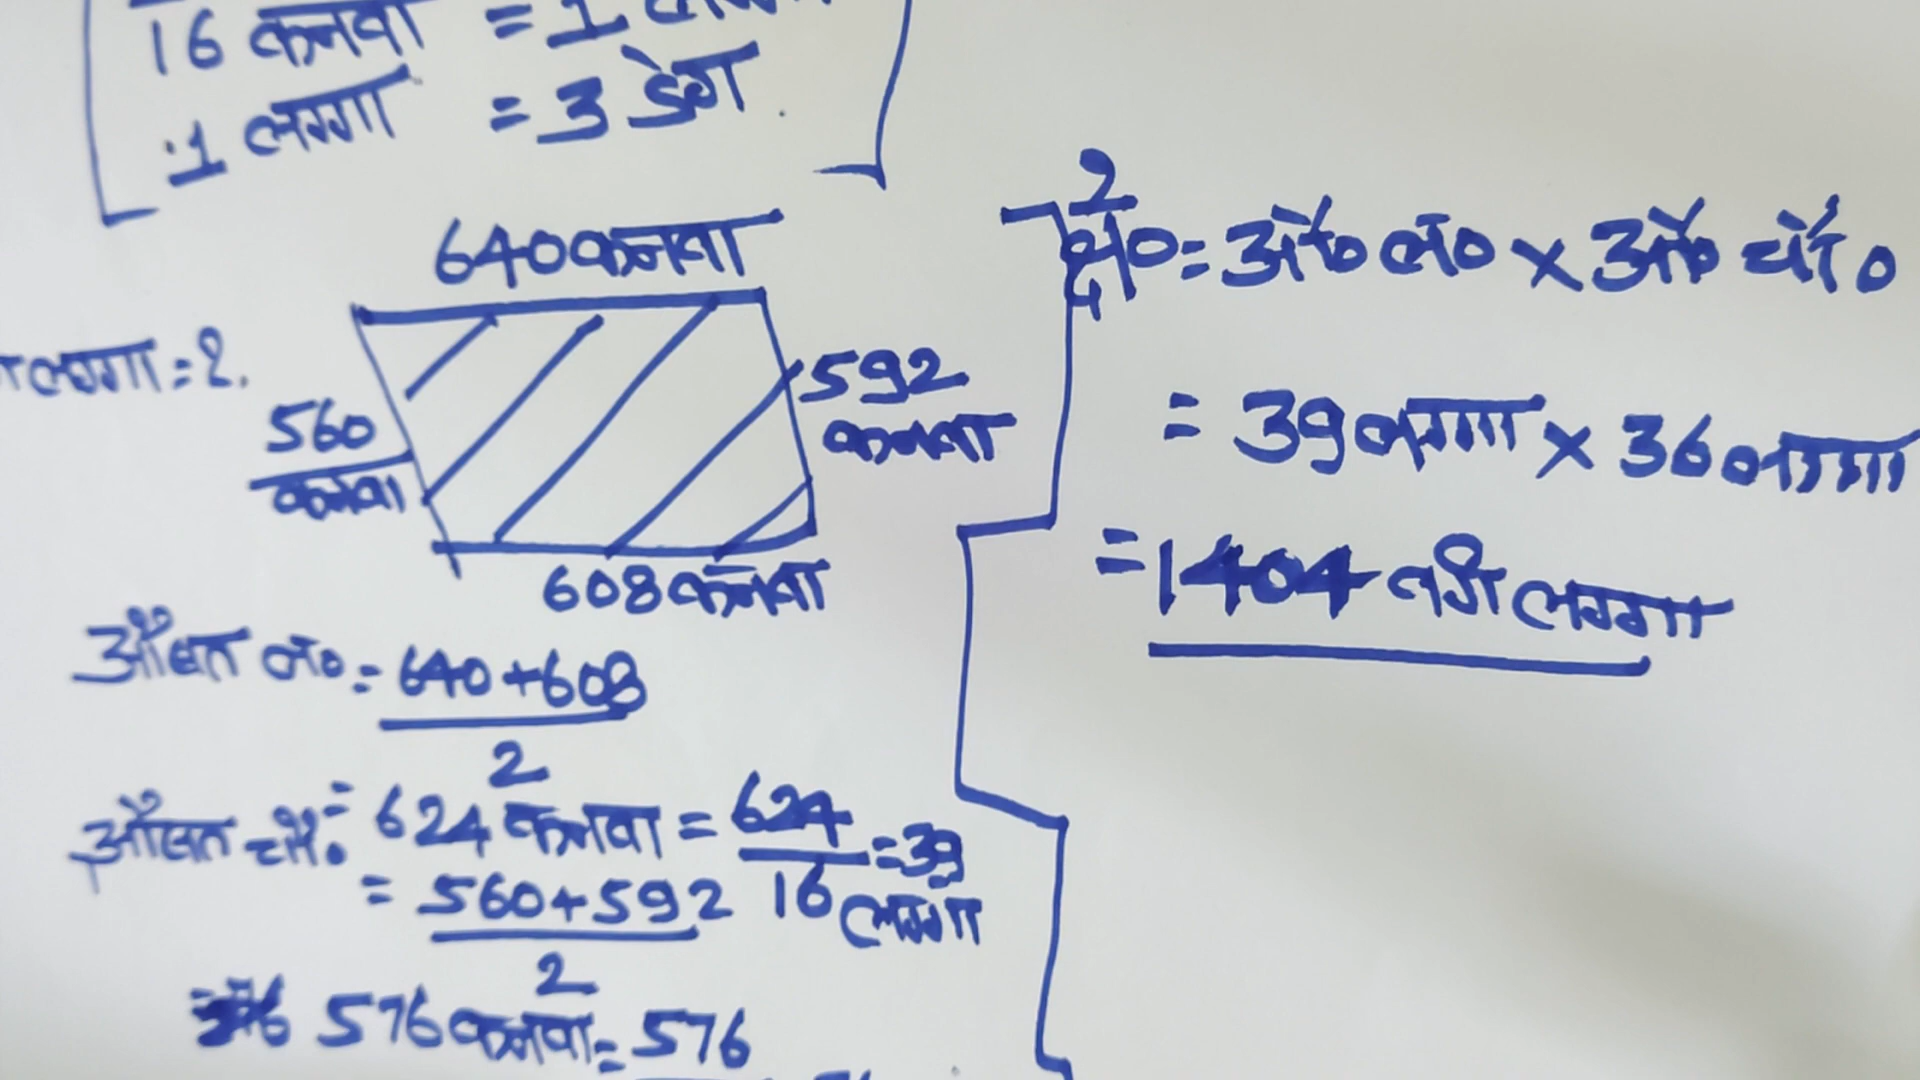 16 कनवा = 1
1 लग्गा = 3 डेग
640 कनवा
लग्गा = 2.
560
कनवा
592
कनवा
608 कनवा
औसत लं० = 640+608
2
= 624 कनवा = 624
16
= 39
लग्गा
औसत चौ०
= 560+592
2
576 कनवा = 576
= औ० लं० × औ० चौ०
= 39 लग्गा × 36 लग्गा
= 1404 वर्ग लग्गा